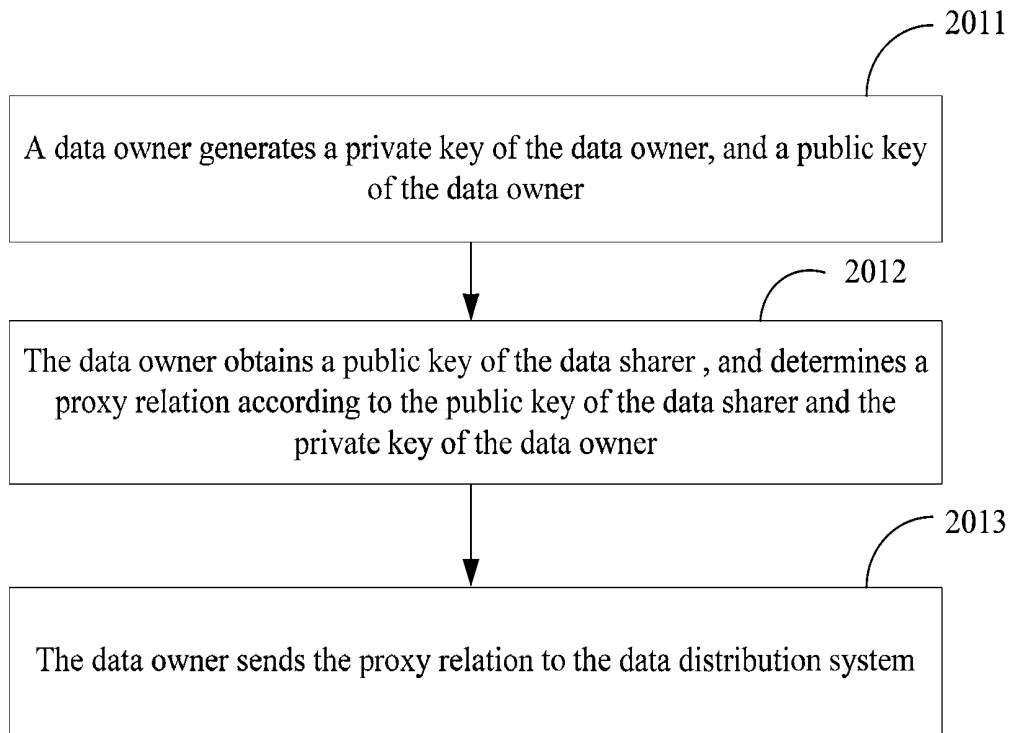 2011
A data owner generates a private key of the data owner, and a public key
of the data owner
2012
The data owner obtains a public key of the data sharer , and determines a
proxy relation according to the public key of the data sharer and the
private key of the data owner
2013
The data owner sends the proxy relation to the data distribution system